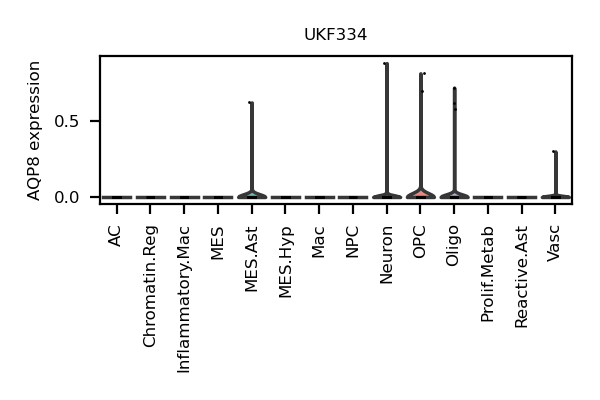 UKF334
AQP8 expression
0.5
0.0
AC
Chromatin.Reg
Inflammatory.Mac
MES
MES.Ast
MES.Hyp
Mac
NPC
Neuron
OPC
Oligo
Prolif.Metab
Reactive.Ast
Vasc